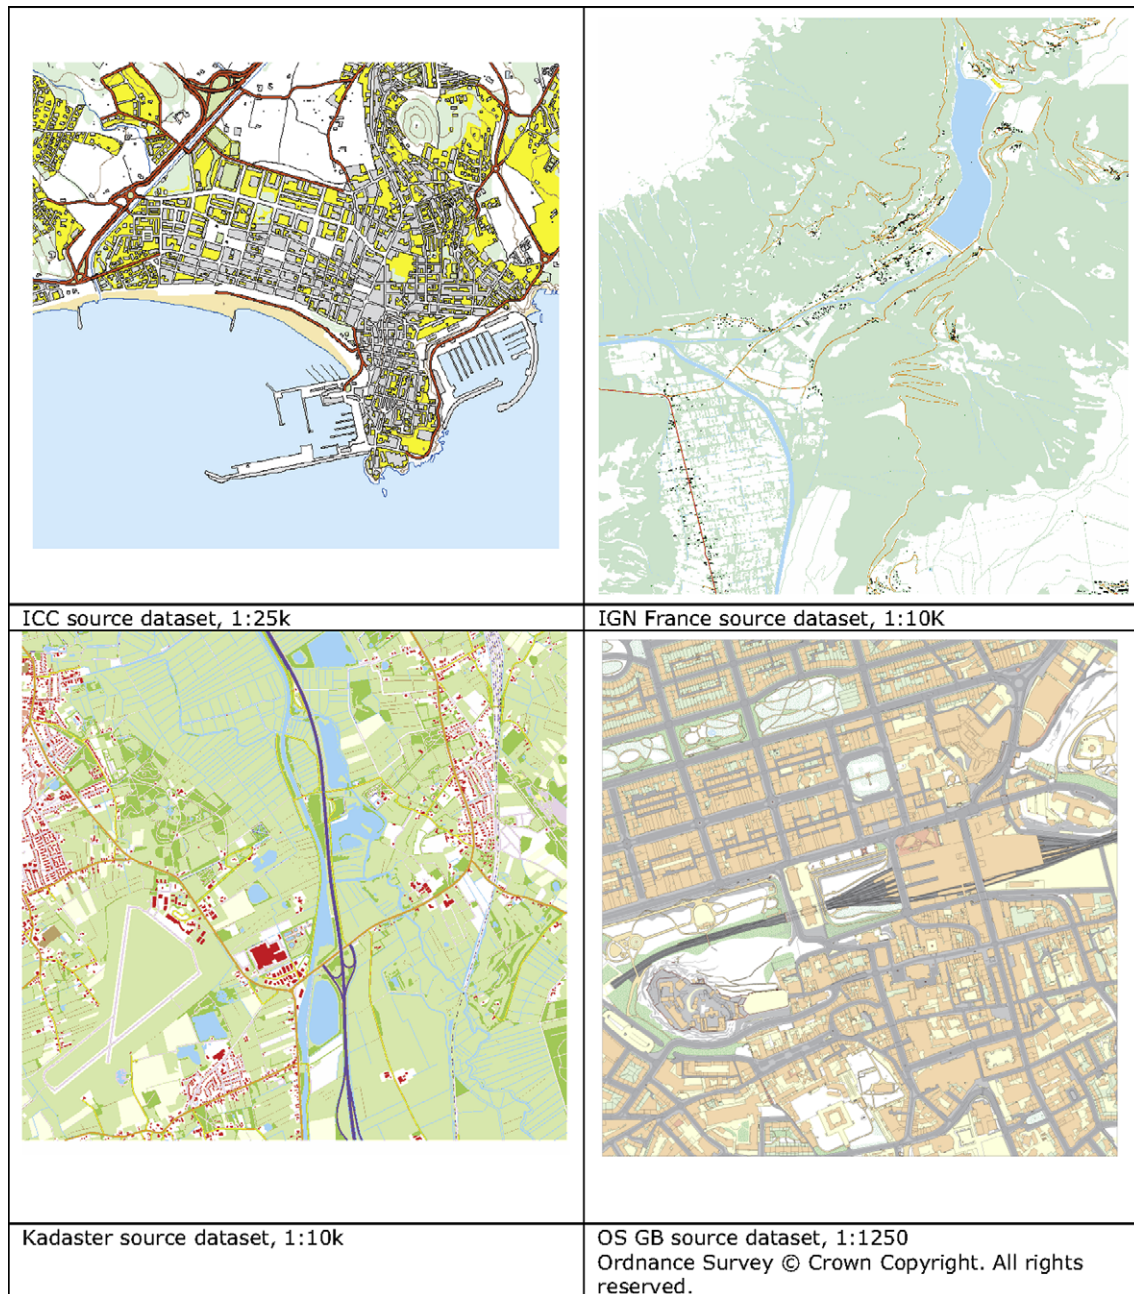 ICC source dataset, 1:25k
IGN France source dataset, 1:10K
Kadaster source dataset, 1:10k
OS GB source dataset, 1:1250
Ordnance Survey © Crown Copyright. All rights
reserved.